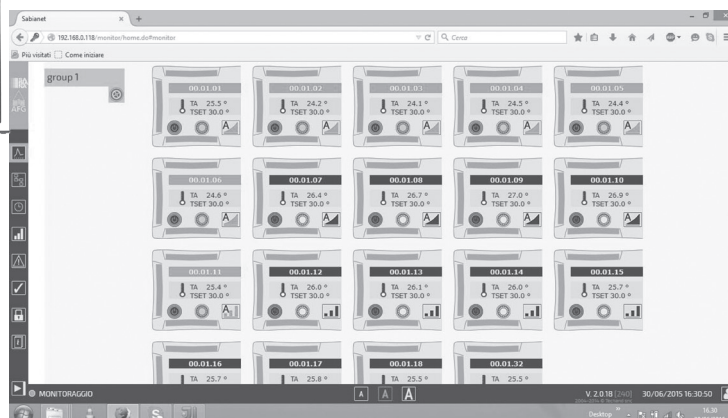 Sabianet
192.168.0.118/monitor/home.do#monitor
Cerca
Più visitati Come iniziare
group 1
APG
00.01.01
TA 25.5 °
TSET 30.0 °
A
00.01.02
TA 24.2 °
TSET 30.0 °
A
00.01.03
TA 24.1 °
TSET 30.0 °
A
00.01.04
TA 24.5 °
TSET 30.0 °
A
00.01.05
TA 24.4 °
TSET 30.0 °
A
00.01.06
TA 24.6 °
TSET 30.0 °
A
00.01.07
TA 26.4 °
TSET 30.0 °
A
00.01.08
TA 26.7 °
TSET 30.0 °
A
00.01.09
TA 27.0 °
TSET 30.0 °
A
00.01.10
TA 26.9 °
TSET 30.0 °
A
00.01.11
TA 25.4 °
TSET 30.0 °
A
00.01.12
TA 26.0 °
TSET 30.0 °
00.01.13
TA 26.1 °
TSET 30.0 °
00.01.14
TA 26.0 °
TSET 30.0 °
00.01.15
TA 25.7 °
TSET 30.0 °
00.01.16
TA 25.7 °
00.01.17
TA 25.8 °
00.01.18
TA 25.5 °
00.01.32
TA 25.5 °
MONITORAGGIO
A A A
V. 2.0.18 [240]
30/06/2015 16:30:50
Desktop
16.30